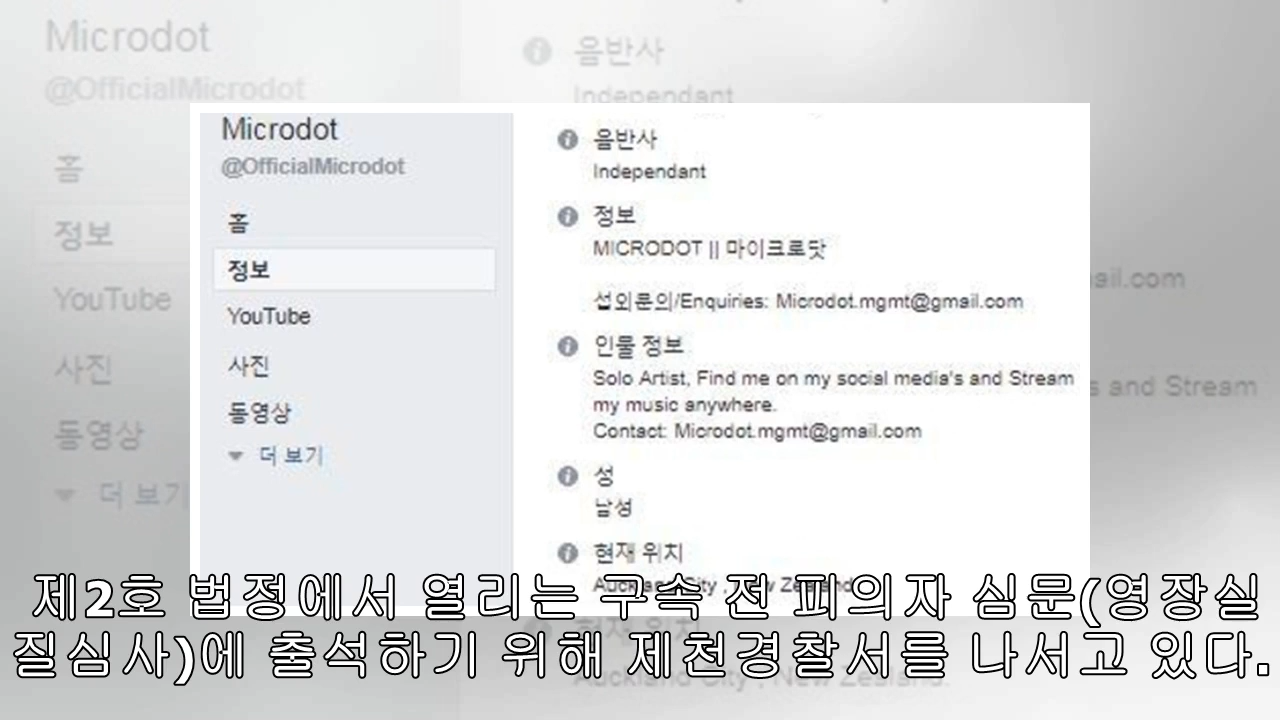 Microdot
@OfficialMicrodot
홈
정보
YouTube
사진
동영상
더 보기
음반사
Independant
정보
MICRODOT || 마이크로닷
섭외문의/Enquiries: Microdot.mgmt@gmail.com
인물 정보
Solo Artist, Find me on my social media's and Stream
my music anywhere.
Contact: Microdot.mgmt@gmail.com
성
남성
현재 위치
Auckland City , New Zealand
제2호 법정에서 열리는 구속 전 피의자 심문(영장실
질심사)에 출석하기 위해 제천경찰서를 나서고 있다.